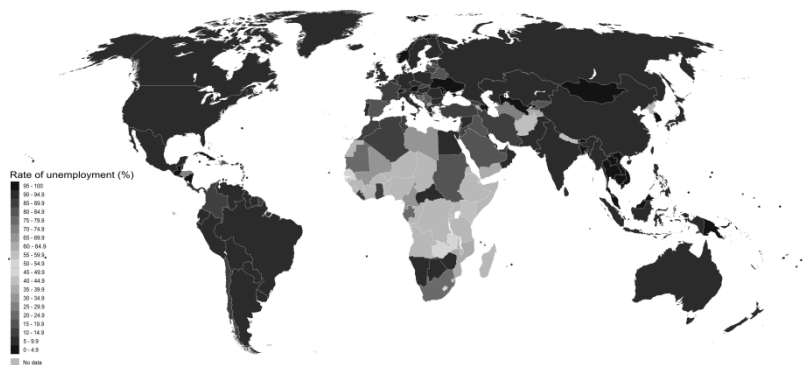 Rate of unemployment (%)
95 - 100
90 - 94.9
85 - 89.9
80 - 84.9
75 - 79.9
70 - 74.9
65 - 69.9
60 - 64.9
55 - 59.9
50 - 54.9
45 - 49.9
40 - 44.9
35 - 39.9
30 - 34.9
25 - 29.9
20 - 24.9
15 - 19.9
10 - 14.9
5 - 9.9
0 - 4.9
No data